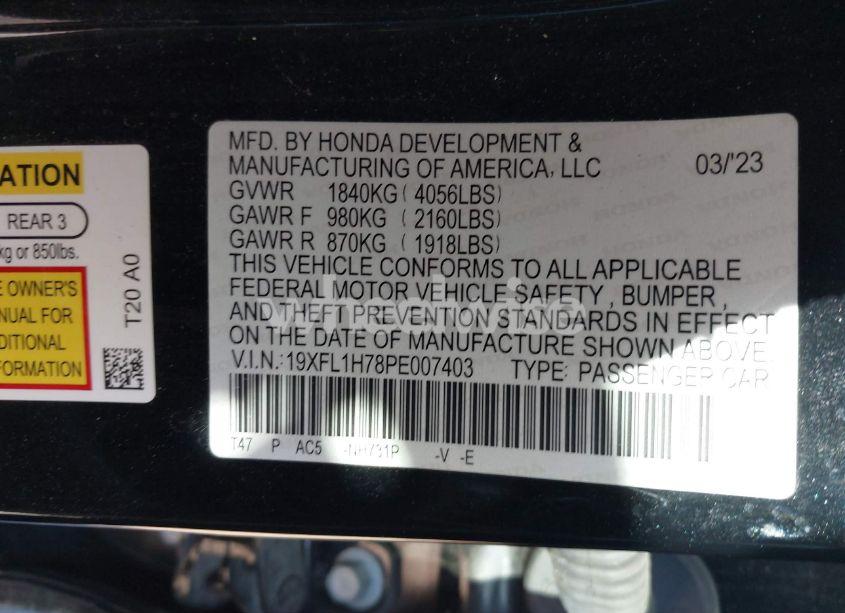 ATION
REAR 3
kg or 850lbs.
E OWNER'S
NUAL FOR
DITIONAL
FORMATION
T20 A0
MFD. BY HONDA DEVELOPMENT &
MANUFACTURING OF AMERICA, LLC 03/'23
GVWR 1840KG ( 4056LBS)
GAWR F 980KG ( 2160LBS)
GAWR R 870KG ( 1918LBS)
THIS VEHICLE CONFORMS TO ALL APPLICABLE
FEDERAL MOTOR VEHICLE SAFETY , BUMPER ,
AND THEFT PREVENTION STANDARDS IN EFFECT
ON THE DATE OF MANUFACTURE SHOWN ABOVE.
V.I.N.:19XFL1H78PE007403 TYPE: PASSENGER CAR
T47 P AC5 -NH731P -V -E